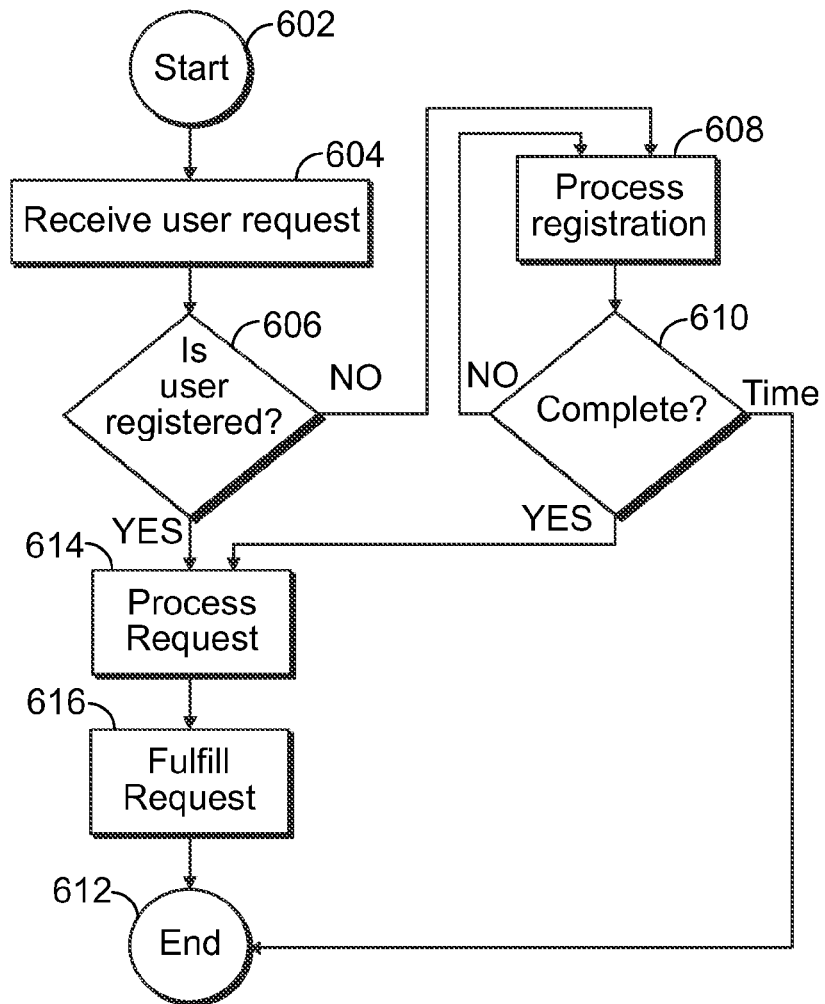 602
Start
604
Receive user request
606
Is
user
registered?
NO
YES
608
Process
registration
610
Complete?
NO
Time
YES
614
Process
Request
616
Fulfill
Request
612
End